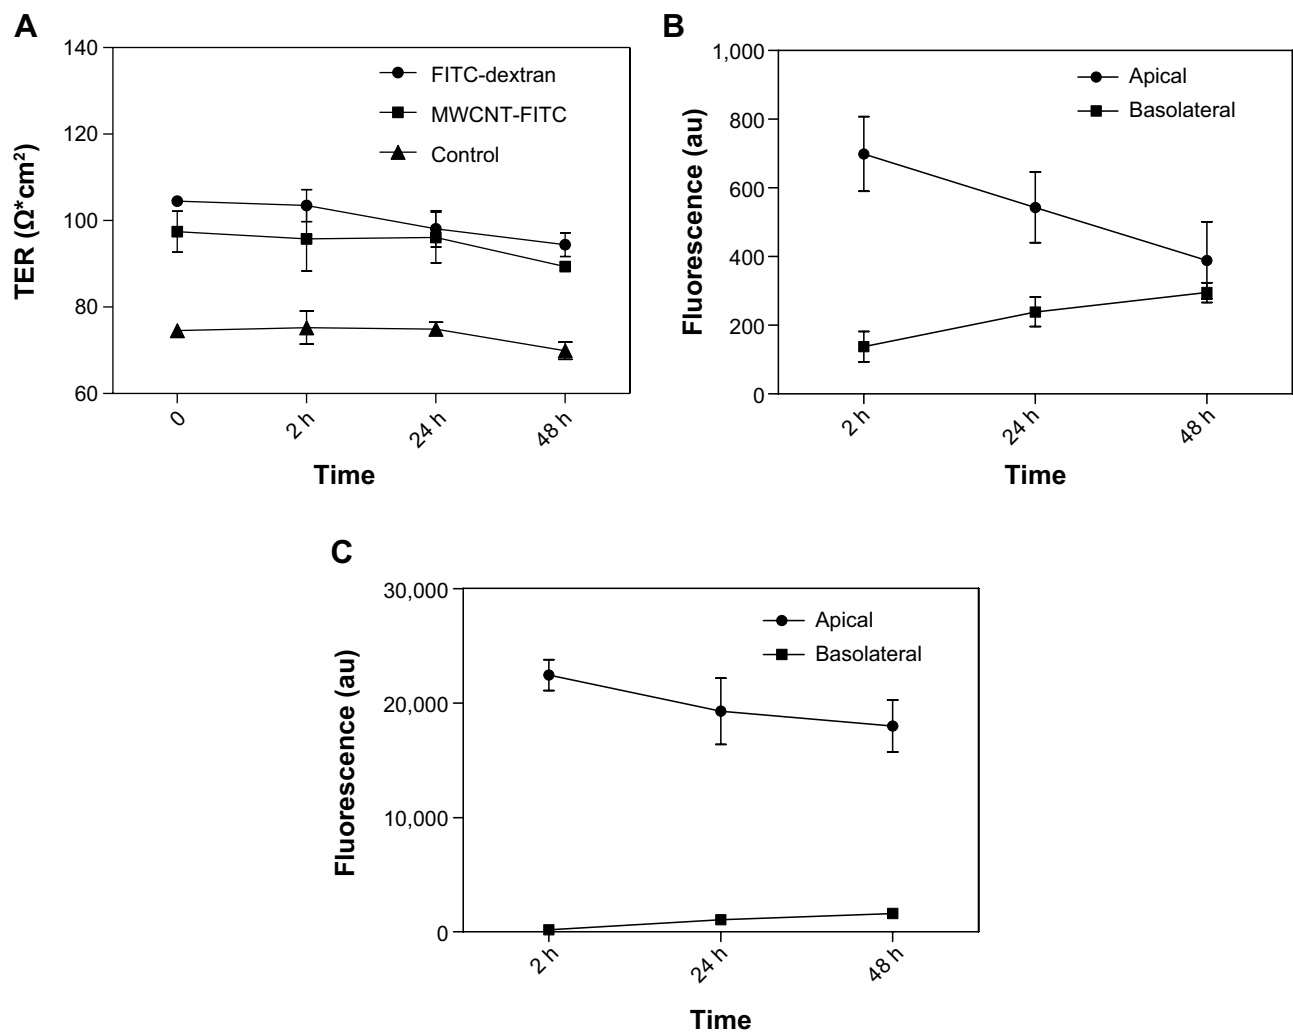 A
TER (Ω*cm²)
140
120
100
80
60
FITC-dextran
MWCNT-FITC
Control
0
2 h
24 h
48 h
Time
B
Fluorescence (au)
1,000
800
600
400
200
0
Apical
Basolateral
2 h
24 h
48 h
Time
C
Fluorescence (au)
30,000
20,000
10,000
0
Apical
Basolateral
2 h
24 h
48 h
Time